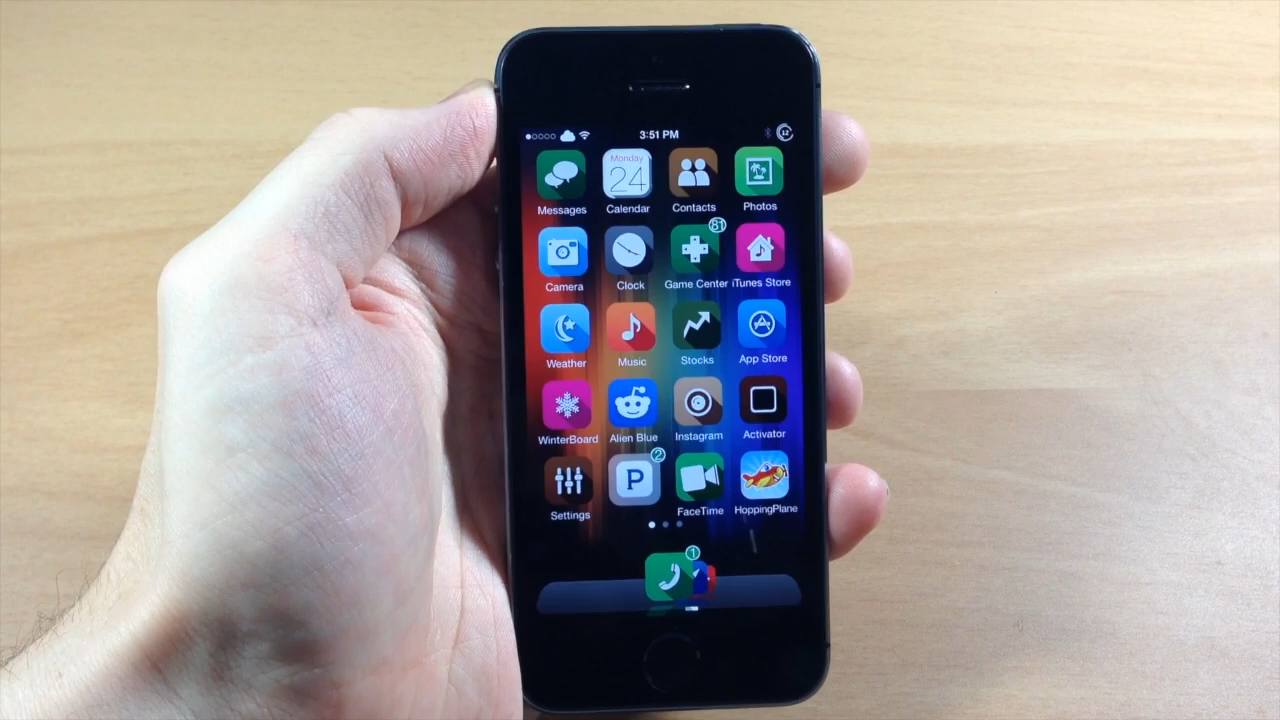 3:51 PM 12
Monday
24
Messages Calendar Contacts Photos
81
Camera Clock Game Center iTunes Store
Weather Music Stocks App Store
WinterBoard Alien Blue Instagram Activator
2
P
Settings FaceTime HoppingPlane
1